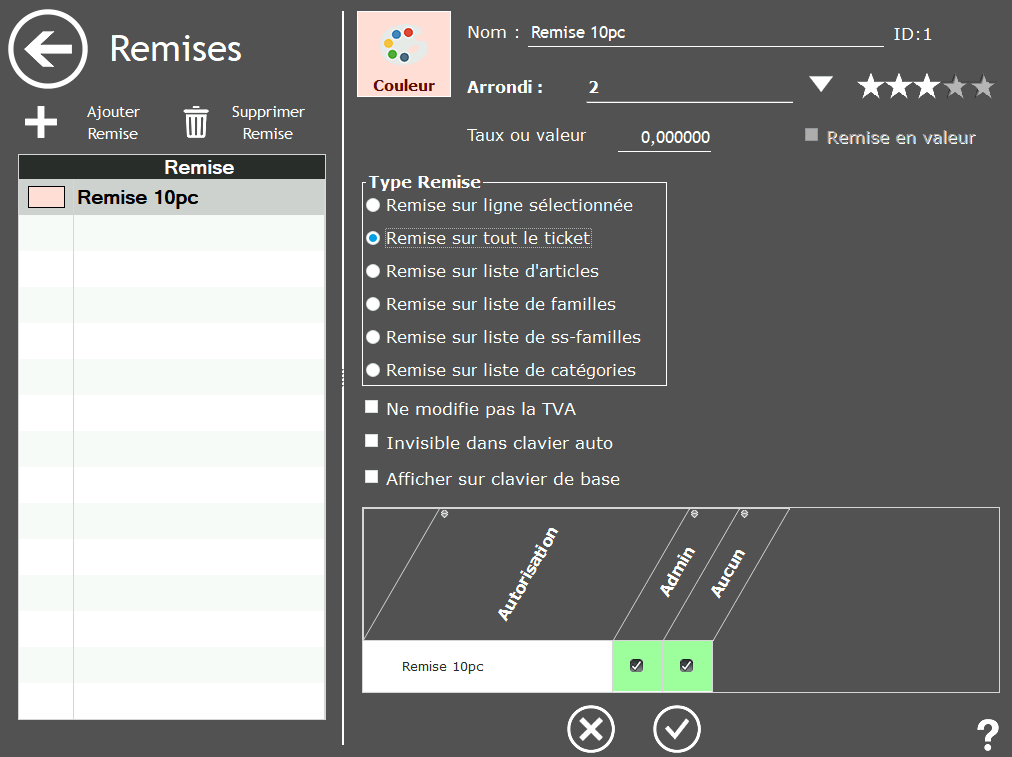 Remises
Ajouter
Remise
Supprimer
Remise
Remise
Remise 10pc
Couleur
Nom : Remise 10pc
ID:1
Arrondi : 2
Taux ou valeur 0,000000
Remise en valeur
Type Remise
Remise sur ligne sélectionnée
Remise sur tout le ticket
Remise sur liste d'articles
Remise sur liste de familles
Remise sur liste de ss-familles
Remise sur liste de catégories
Ne modifie pas la TVA
Invisible dans clavier auto
Afficher sur clavier de base
Autorisation
Admin
Aucun
Remise 10pc
?